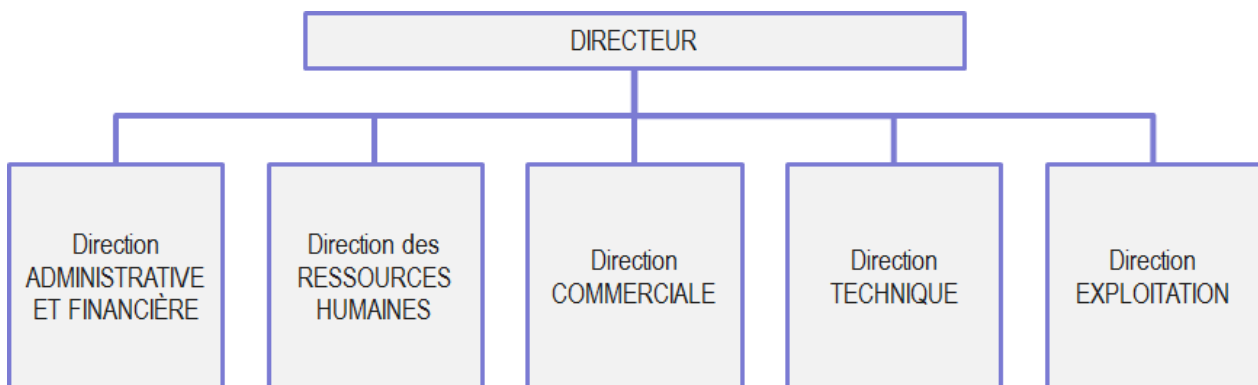 DIRECTEUR
Direction
ADMINISTRATIVE
ET FINANCIÈRE
Direction des
RESSOURCES
HUMAINES
Direction
COMMERCIALE
Direction
TECHNIQUE
Direction
EXPLOITATION